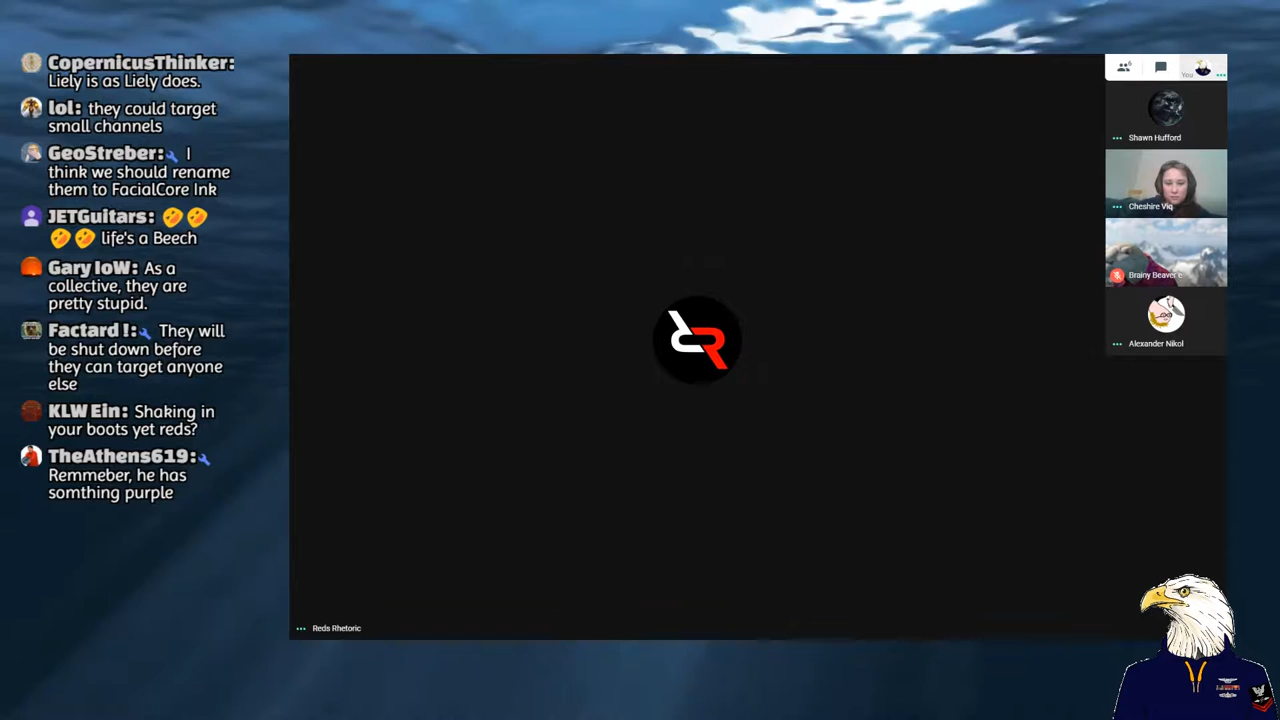 CopernicusThinker:
Liely is as Liely does.
lol: they could target
small channels
GeoStreber: I
think we should rename
them to FacialCore Ink
JETGuitars:
life's a Beech
Gary IoW: As a
collective, they are
pretty stupid.
Factard !: They will
be shut down before
they can target anyone
else
KLW Ein: Shaking in
your boots yet reds?
TheAthens619:
Remmeber, he has
somthing purple
You
Shawn Hufford
Cheshire Viq
Brainy Beaver
Alexander Nikol
Reds Rhetoric